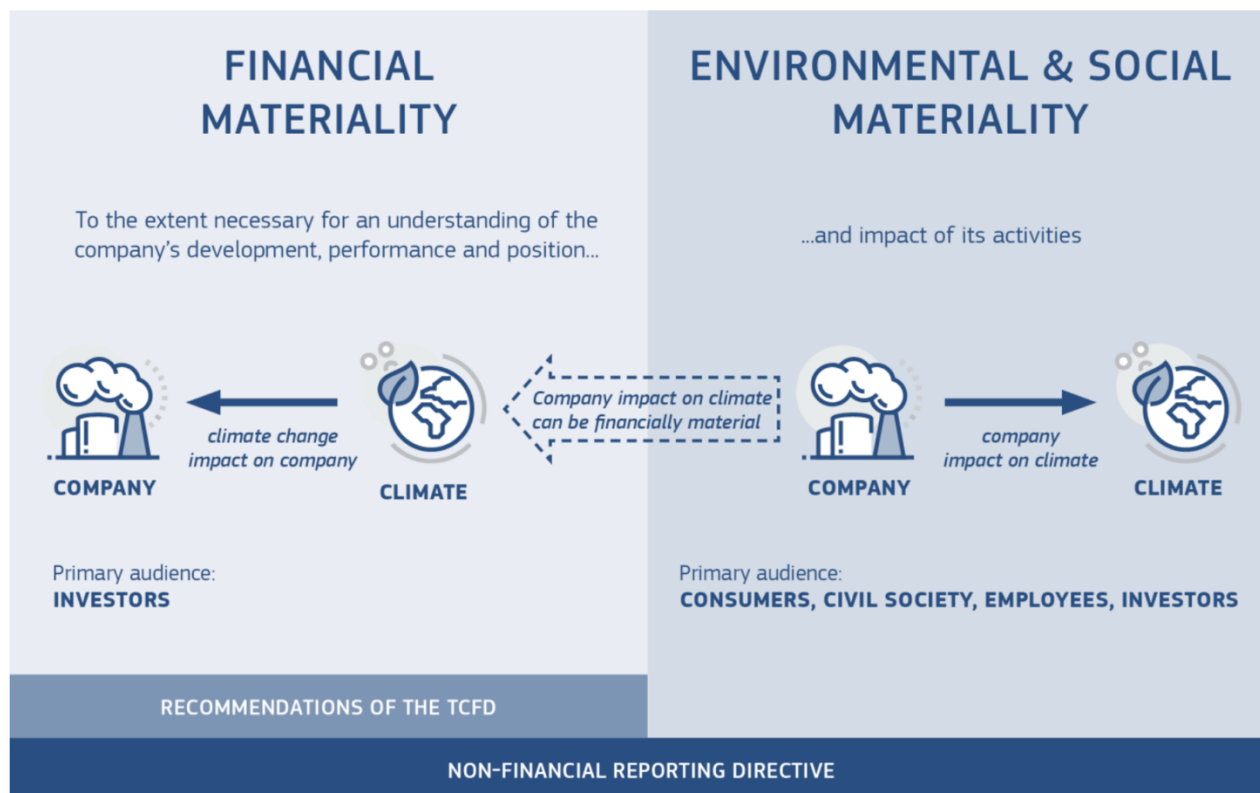 FINANCIAL
MATERIALITY
To the extent necessary for an understanding of the
company's development, performance and position...
climate change
impact on company
COMPANY
CLIMATE
Primary audience:
INVESTORS
RECOMMENDATIONS OF THE TCFD
Company impact on climate
can be financially material
ENVIRONMENTAL & SOCIAL
MATERIALITY
...and impact of its activities
company
impact on climate
COMPANY
CLIMATE
Primary audience:
CONSUMERS, CIVIL SOCIETY, EMPLOYEES, INVESTORS
NON-FINANCIAL REPORTING DIRECTIVE